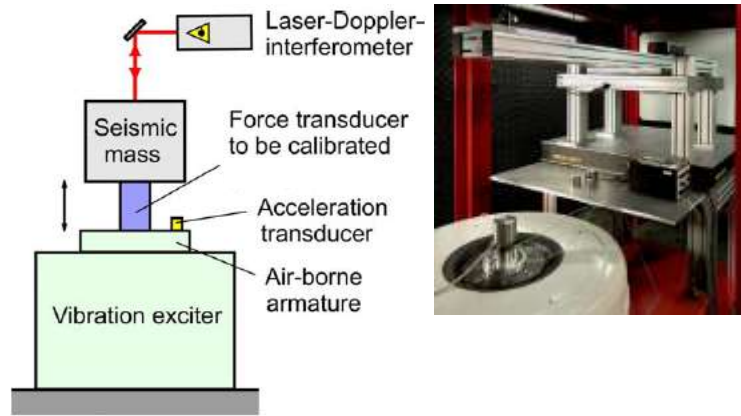 Laser-Doppler-
interferometer
Seismic
mass
Force transducer
to be calibrated
Acceleration
transducer
Air-borne
armature
Vibration exciter